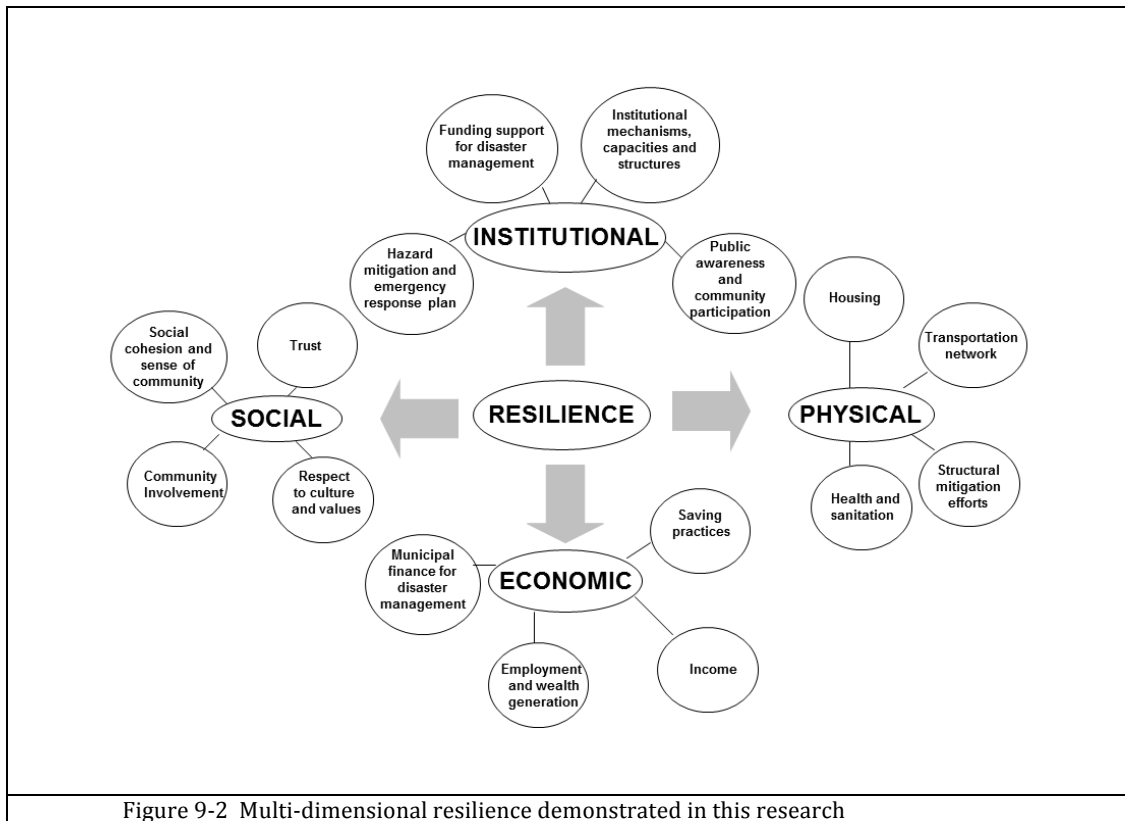 Funding support
for disaster
management
Institutional
mechanisms,
capacities and
structures
INSTITUTIONAL
Hazard
mitigation and
emergency
response plan
Public
awareness
and
community
participation
Housing
Transportation
network
Social
cohesion and
sense of
community
Trust
SOCIAL
RESILIENCE
PHYSICAL
Community
Involvement
Respect
to culture
and values
Health and
sanitation
Structural
mitigation
efforts
Saving
practices
Municipal
finance for
disaster
management
ECONOMIC
Employment
and wealth
generation
Income
Figure 9-2 Multi-dimensional resilience demonstrated in this research